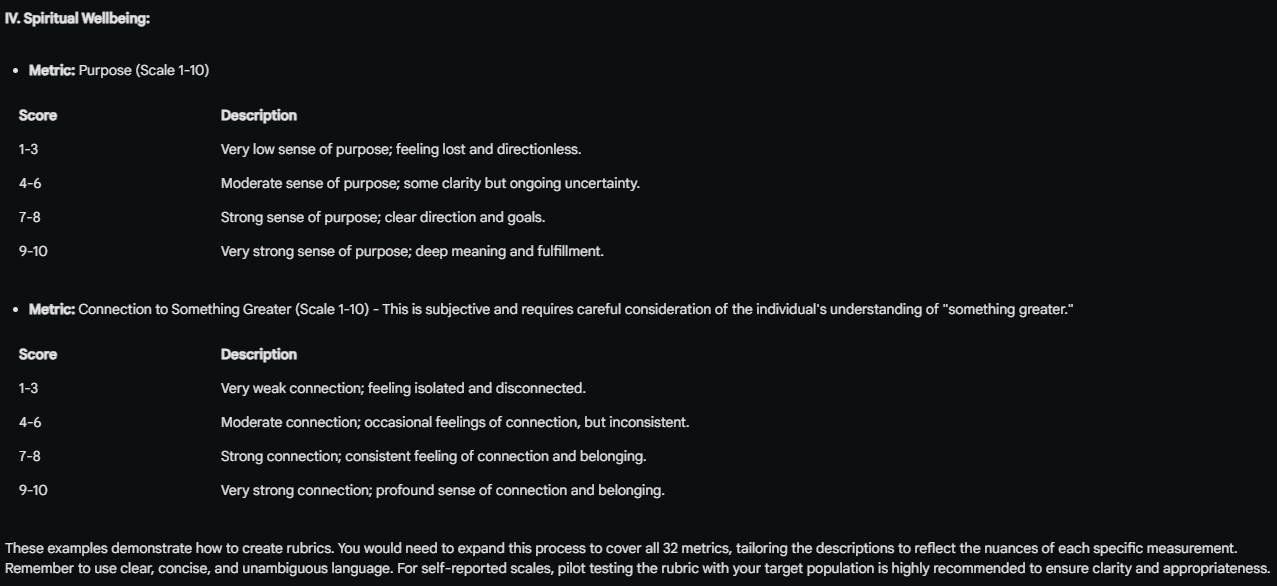 IV. Spiritual Wellbeing:
• Metric: Purpose (Scale 1-10)
Score Description
1-3 Very low sense of purpose; feeling lost and directionless.
4-6 Moderate sense of purpose; some clarity but ongoing uncertainty.
7-8 Strong sense of purpose; clear direction and goals.
9-10 Very strong sense of purpose; deep meaning and fulfillment.
• Metric: Connection to Something Greater (Scale 1-10) - This is subjective and requires careful consideration of the individual's understanding of "something greater."
Score Description
1-3 Very weak connection; feeling isolated and disconnected.
4-6 Moderate connection; occasional feelings of connection, but inconsistent.
7-8 Strong connection; consistent feeling of connection and belonging.
9-10 Very strong connection; profound sense of connection and belonging.
These examples demonstrate how to create rubrics. You would need to expand this process to cover all 32 metrics, tailoring the descriptions to reflect the nuances of each specific measurement.
Remember to use clear, concise, and unambiguous language. For self-reported scales, pilot testing the rubric with your target population is highly recommended to ensure clarity and appropriateness.